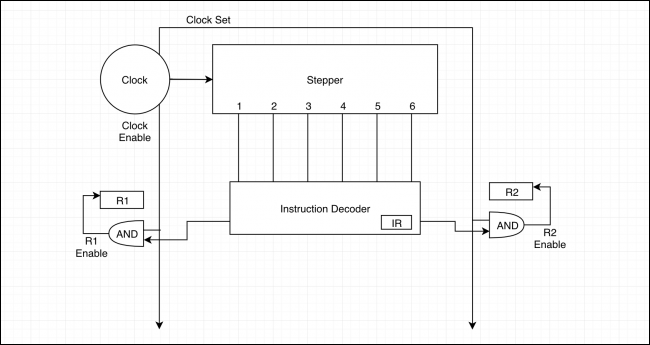 Clock Set
Clock
Stepper
1 2 3 4 5 6
Clock
Enable
Instruction Decoder
IR
R1
AND
R1
Enable
R2
AND
R2
Enable